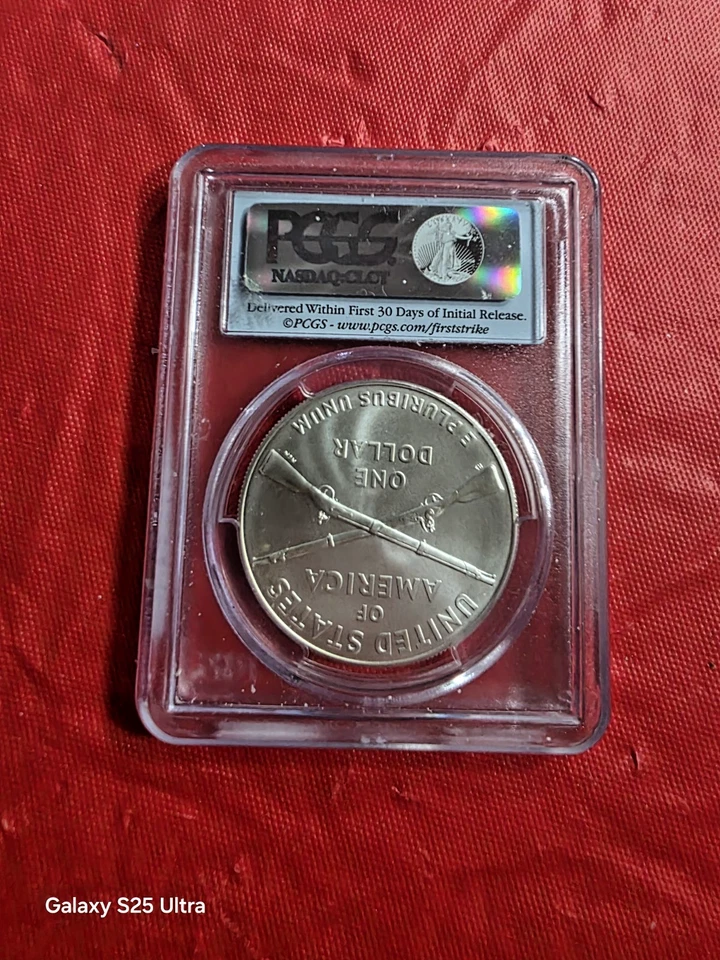 PCGS
NASDAQ-CLCT
Delivered Within First 30 Days of Initial Release.
©PCGS - www.pcgs.com/firststrike
E PLURIBUS UNUM
ONE
DOLLAR
UNITED STATES
OF
AMERICA
Galaxy S25 Ultra